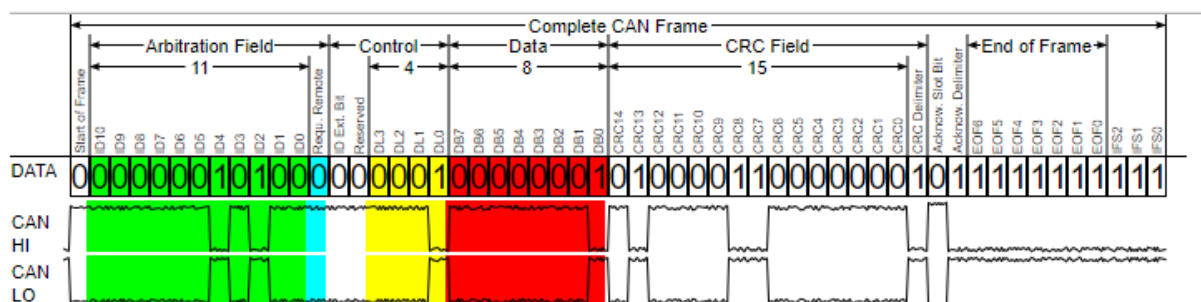 Complete CAN Frame
Arbitration Field Control Data CRC Field End of Frame
11 4 8 15
Start of Frame
ID10
ID9
ID8
ID7
ID6
ID5
ID4
ID3
ID2
ID1
ID0
Requ. Remote
ID Ext. Bit
Reserved
DL3
DL2
DL1
DL0
DB7
DB6
DB5
DB4
DB3
DB2
DB1
DB0
CRC14
CRC13
CRC12
CRC11
CRC10
CRC9
CRC8
CRC7
CRC6
CRC5
CRC4
CRC3
CRC2
CRC1
CRC0
CRC Delimiter
Acknow. Slot Bit
Acknow. Delimiter
EOF6
EOF5
EOF4
EOF3
EOF2
EOF1
EOF0
IFS2
IFS1
IFS0
DATA 0 0 0 0 0 0 0 1 0 1 0 0 0 0 0 0 0 0 1 0 0 0 0 0 0 0 1 0 1 0 0 0 0 1 1 0 0 0 0 0 0 0 1 0 1 1 1 1 1 1 1 1 1 1 1
CAN
HI
CAN
LO